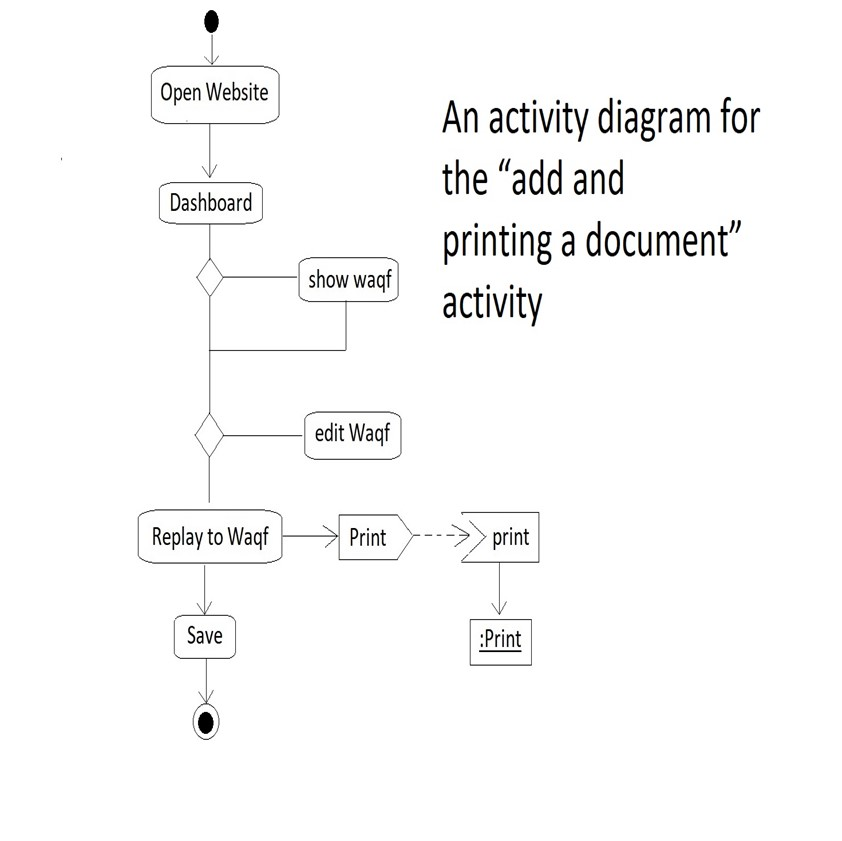 Open Website
An activity diagram for
the “add and
printing a document”
activity
Dashboard
show waqf
edit Waqf
Replay to Waqf
Print
print
Save
:Print